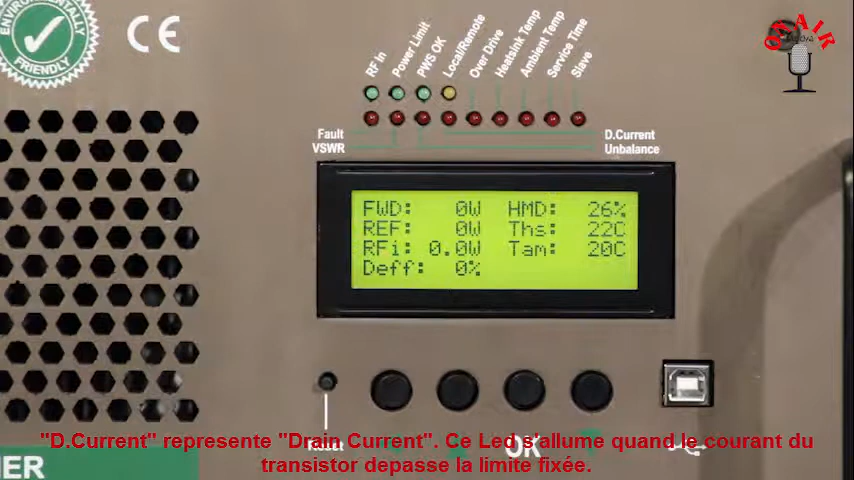 ENVIRONMENTALLY
FRIENDLY
CE
RF in
Power Limit
PWS OK
Local/Remote
Over Drive
Heatsink Temp
Ambient Temp
Service Time
Slave
ON AIR
Fault
VSWR
D.Current
Unbalance
FWD: 0W HMD: 26%
REF: 0W Ths: 22C
RFi: 0.0W Tam: 20C
Deff: 0%
Reset
OK
"D.Current" represente "Drain Current". Ce Led s'allume quand le courant du
transistor depasse la limite fixée.